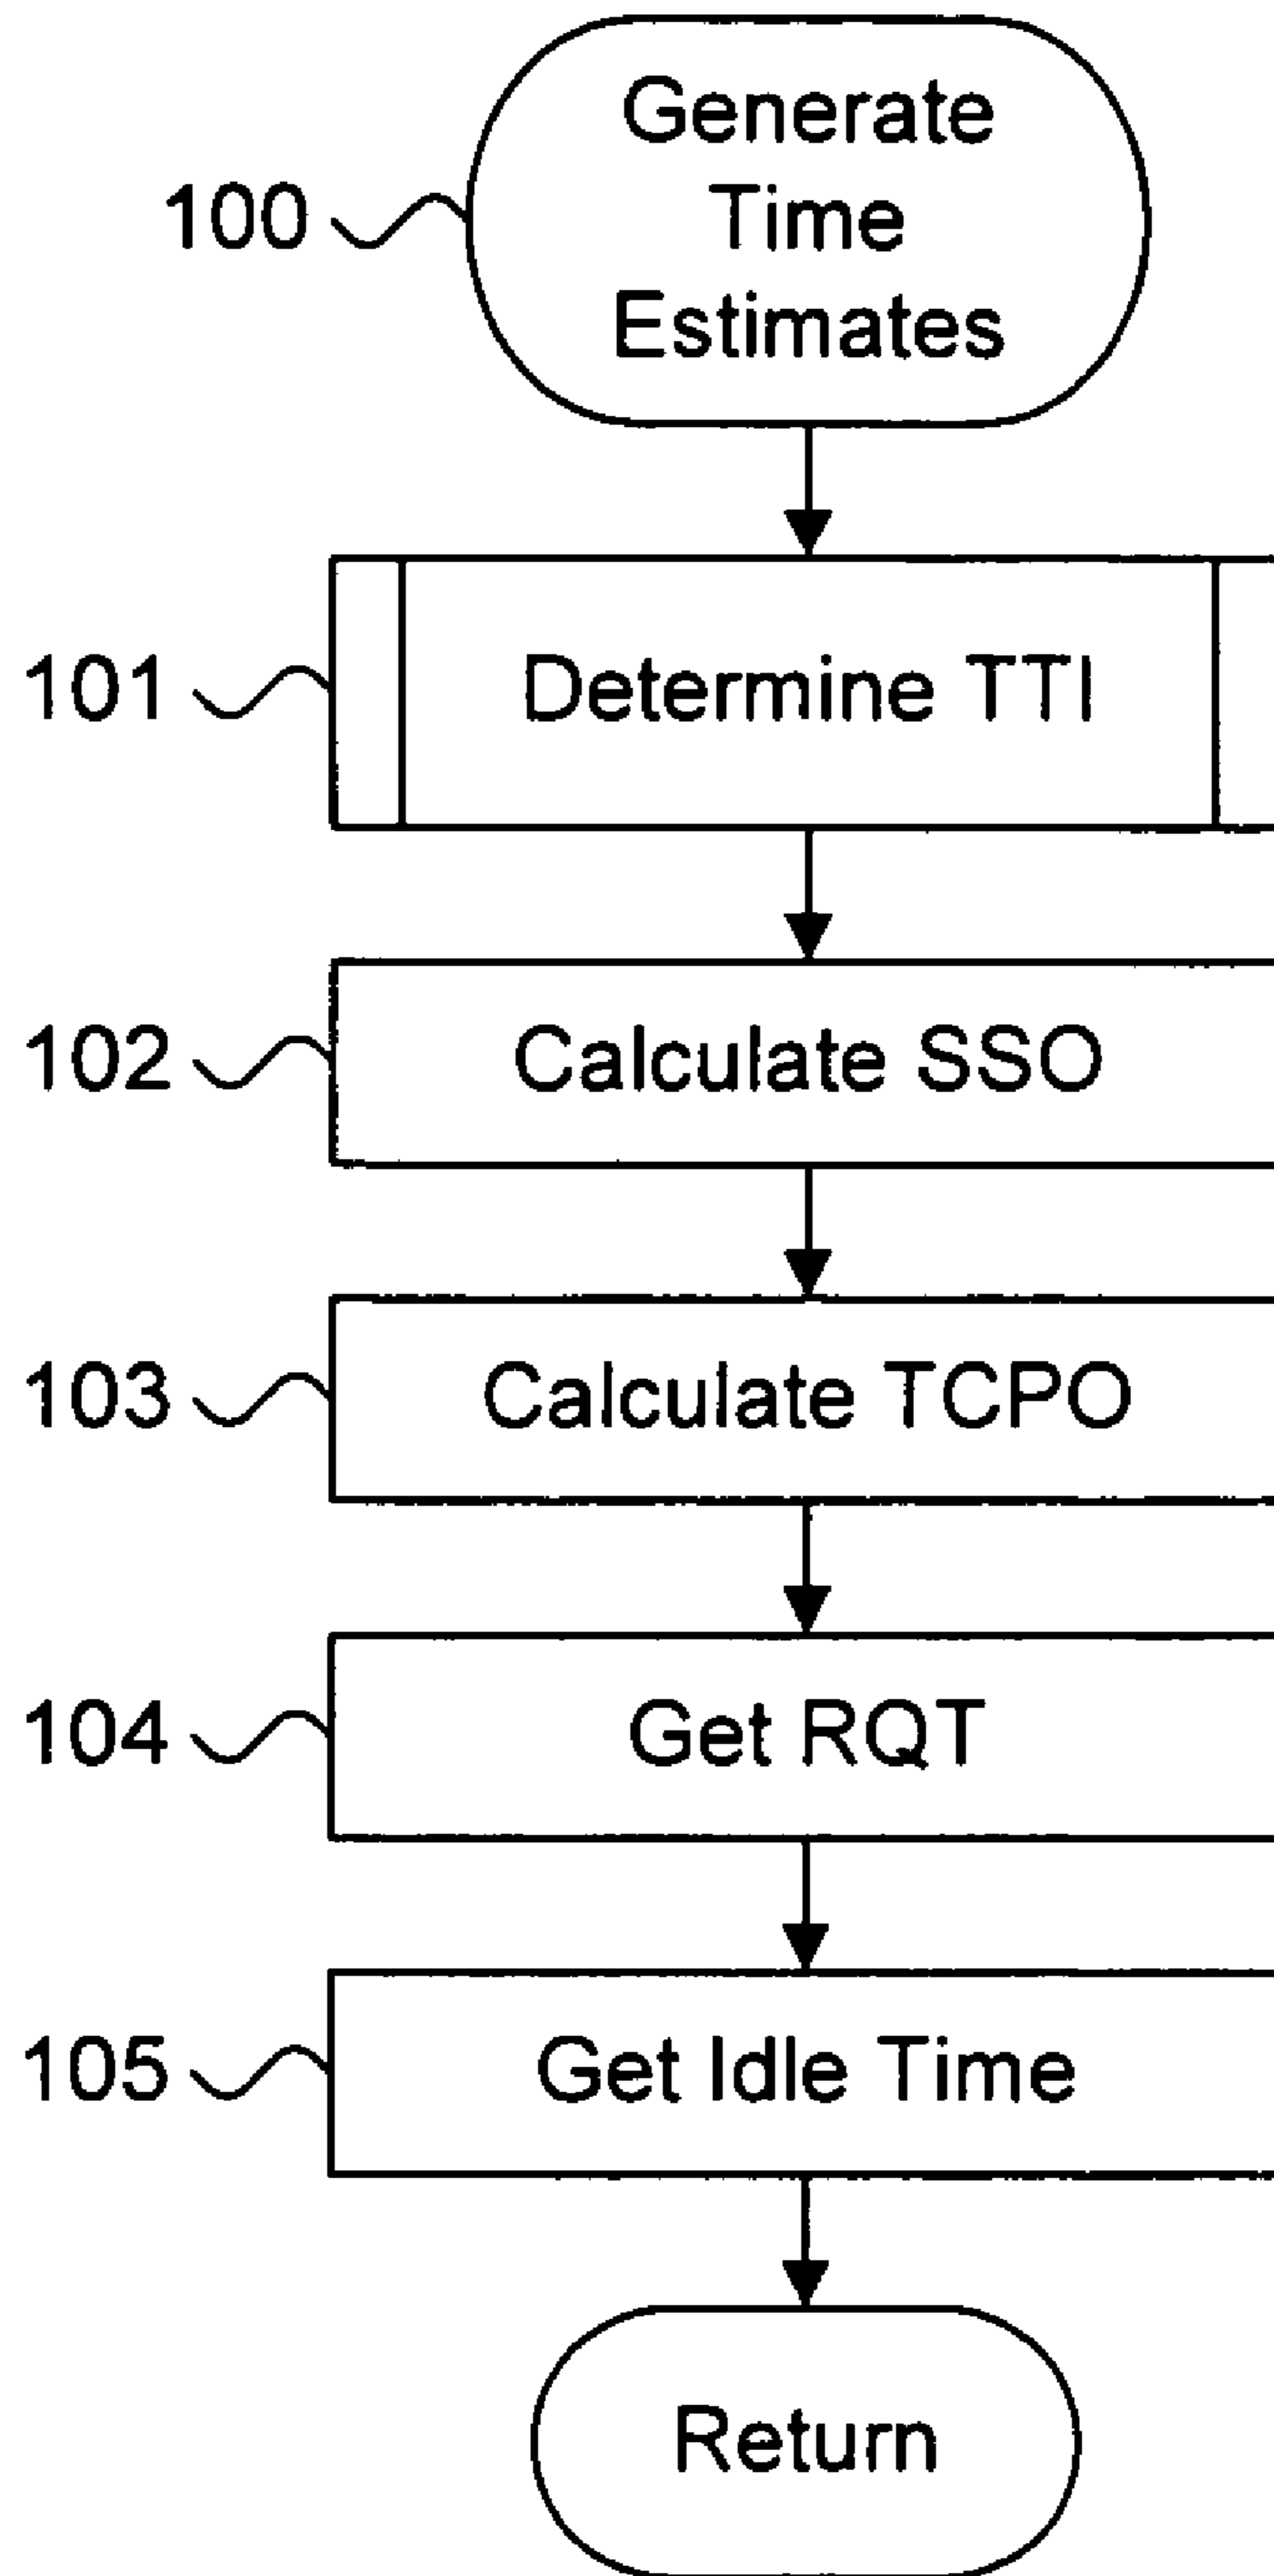 Generate
Time
Estimates
100
101
Determine TTI
102
Calculate SSO
103
Calculate TCPO
104
Get RQT
105
Get Idle Time
Return